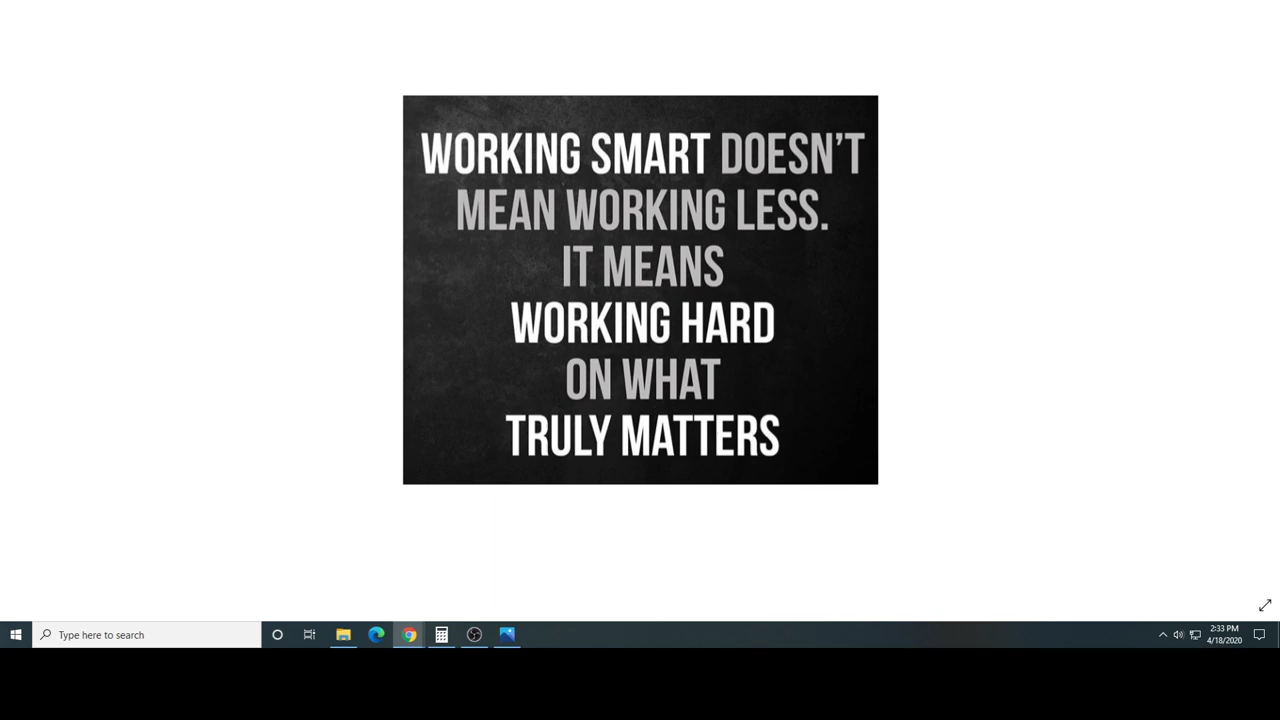 WORKING SMART DOESN'T
MEAN WORKING LESS.
IT MEANS
WORKING HARD
ON WHAT
TRULY MATTERS
Type here to search
2:33 PM
4/18/2020